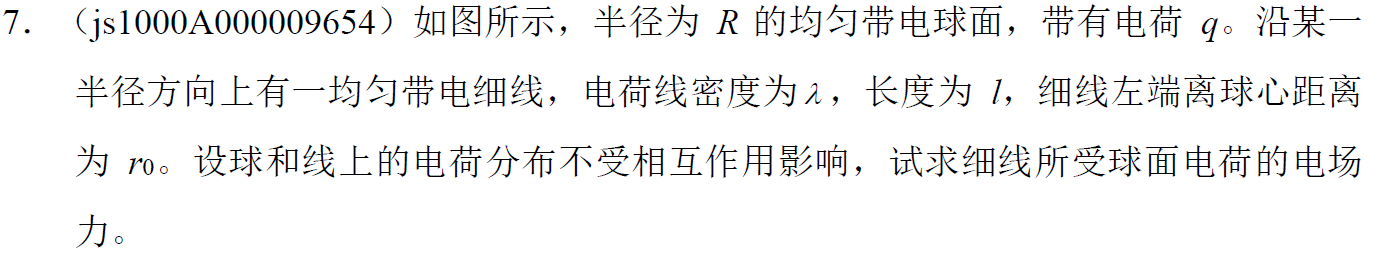 7. （js1000A000009654）如图所示，半径为 R 的均匀带电球面，带有电荷 q。沿某一
半径方向上有一均匀带电细线，电荷线密度为λ，长度为 l，细线左端离球心距离
为 r0。设球和线上的电荷分布不受相互作用影响，试求细线所受球面电荷的电场
力。